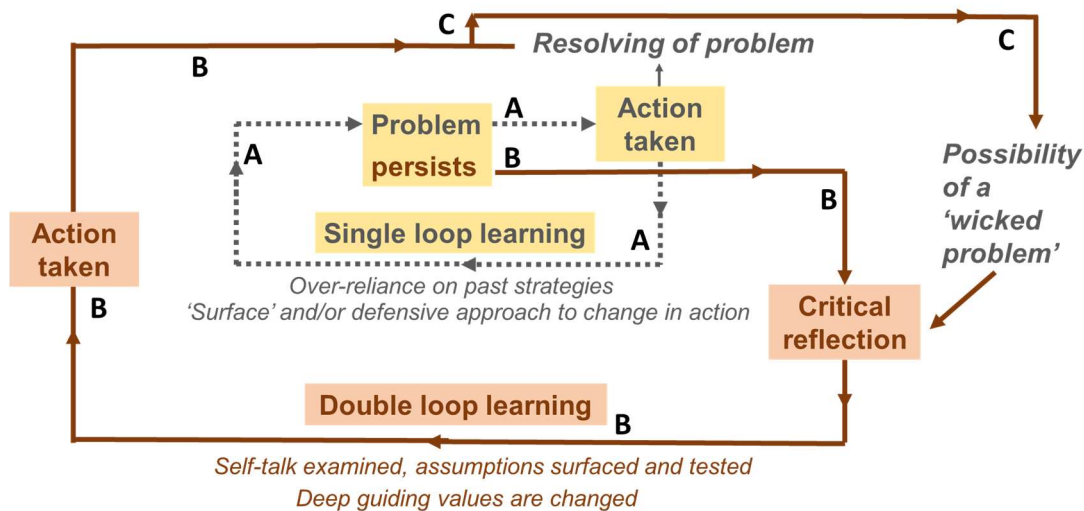 C
C
B
Resolving of problem
Problem
persists
A
Action
taken
A
B
Possibility
of a
‘wicked
problem’
B
Action
taken
Single loop learning
A
Over-reliance on past strategies
‘Surface’ and/or defensive approach to change in action
B
Critical
reflection
Double loop learning
B
Self-talk examined, assumptions surfaced and tested
Deep guiding values are changed